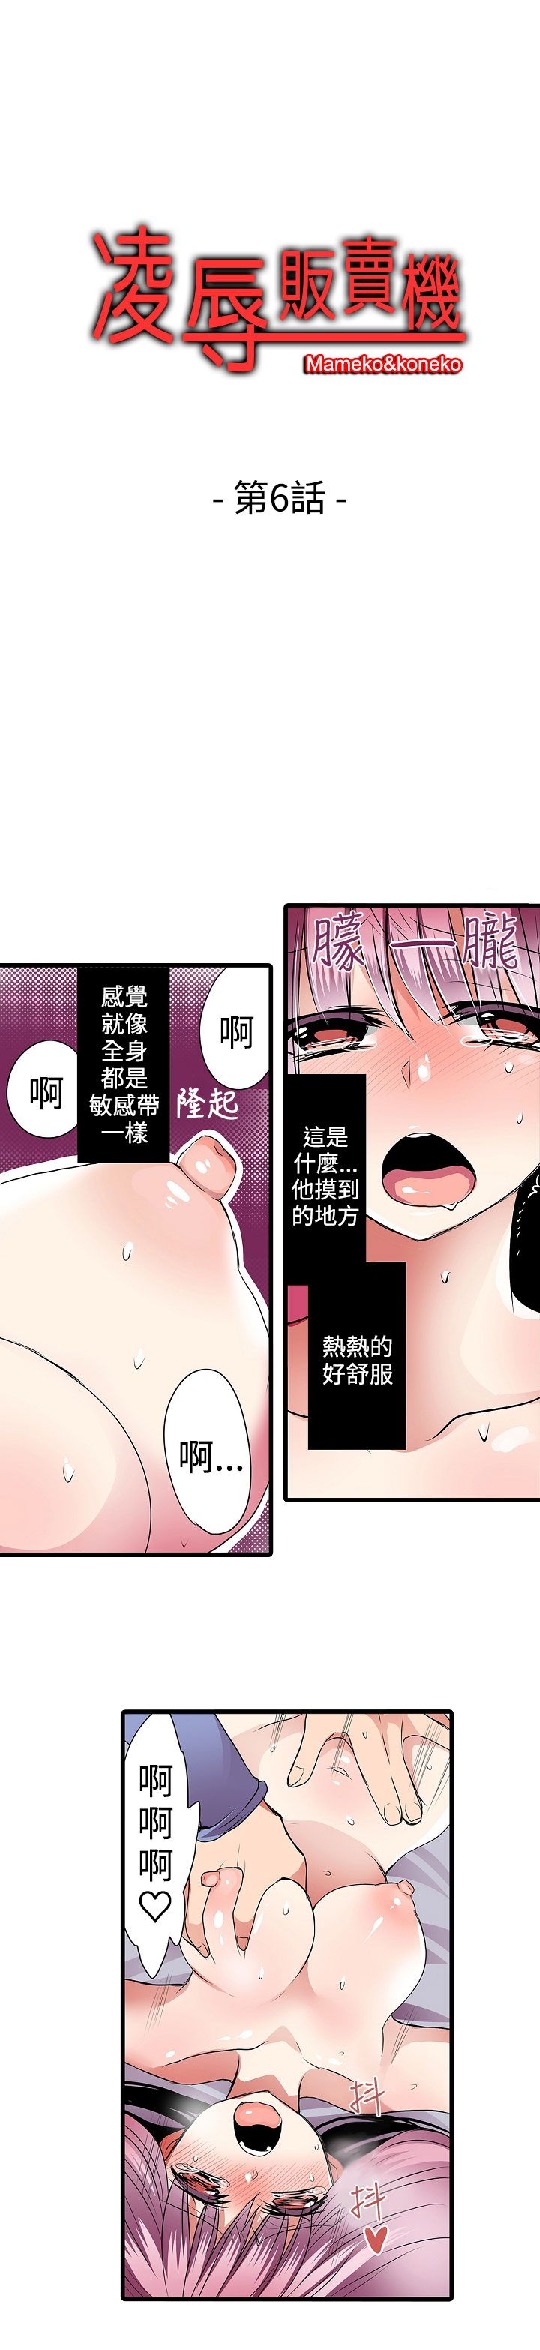 凌辱販賣機
Mameko&koneko
- 第6話 -
朦一朧
這是
什麼...
他摸到
的地方
熱熱的
好舒服
啊
感覺
就像
全身
都是
敏感帶
一樣
隆起
啊
啊...
啊
啊
啊♡
抖
抖